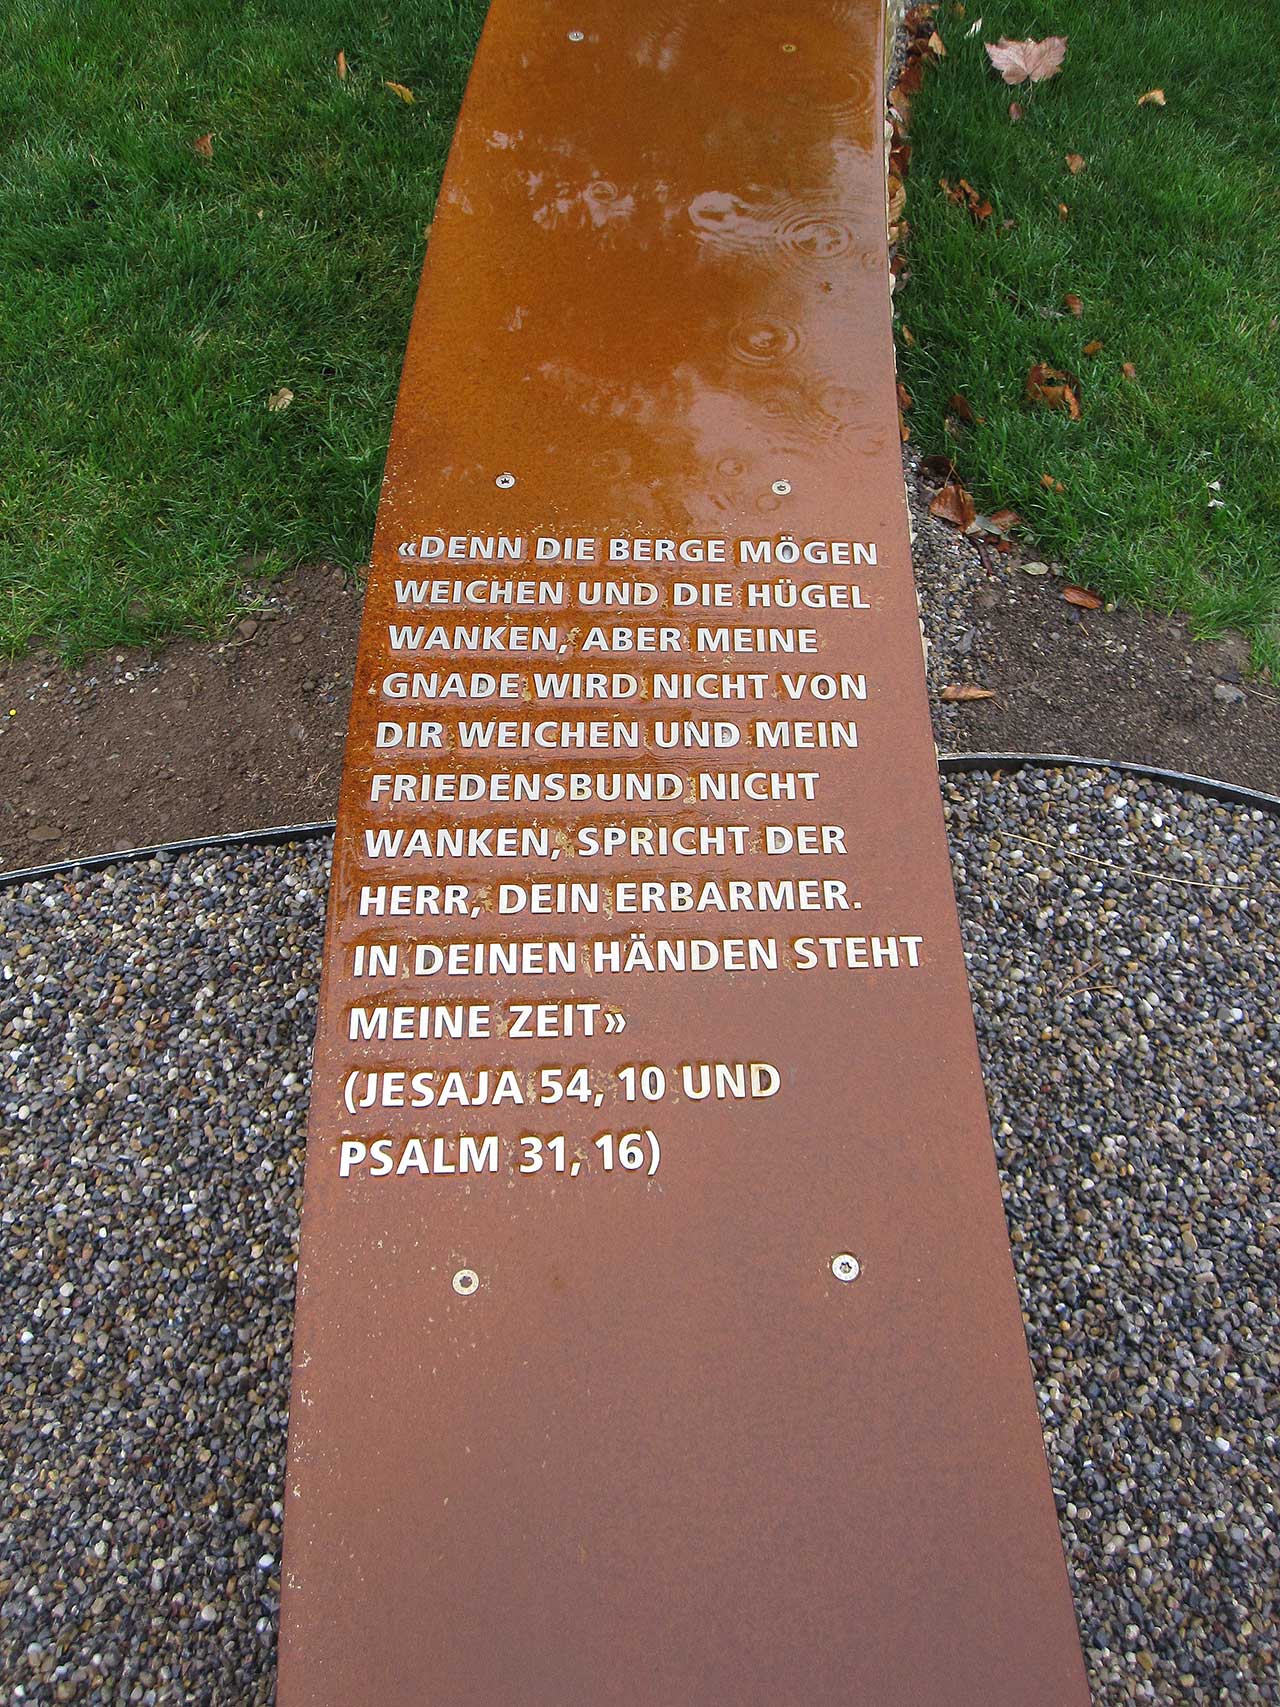 «DENN DIE BERGE MÖGEN
WEICHEN UND DIE HÜGEL
WANKEN, ABER MEINE
GNADE WIRD NICHT VON
DIR WEICHEN UND MEIN
FRIEDENSBUND NICHT
WANKEN, SPRICHT DER
HERR, DEIN ERBARMER.
IN DEINEN HÄNDEN STEHT
MEINE ZEIT»
(JESAJA 54, 10 UND
PSALM 31, 16)